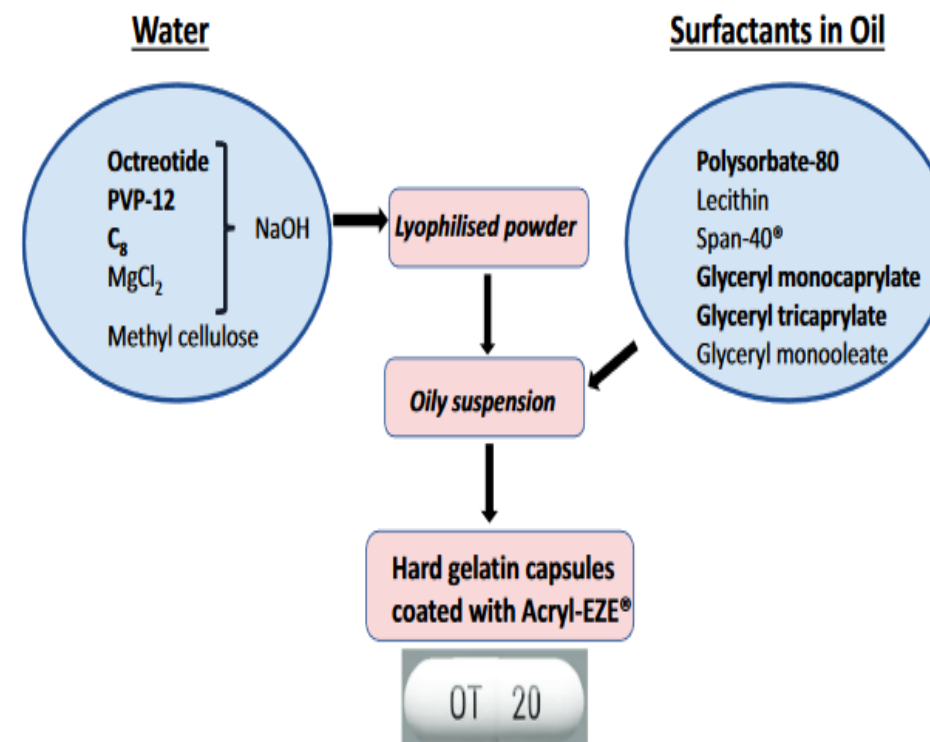 Water
Surfactants in Oil
Octreotide
PVP-12
C₈
MgCl₂
NaOH
Methyl cellulose
Lyophilised powder
Polysorbate-80
Lecithin
Span-40®
Glyceryl monocaprylate
Glyceryl tricaprylate
Glyceryl monooleate
Oily suspension
Hard gelatin capsules
coated with Acryl-EZE®
OT 20